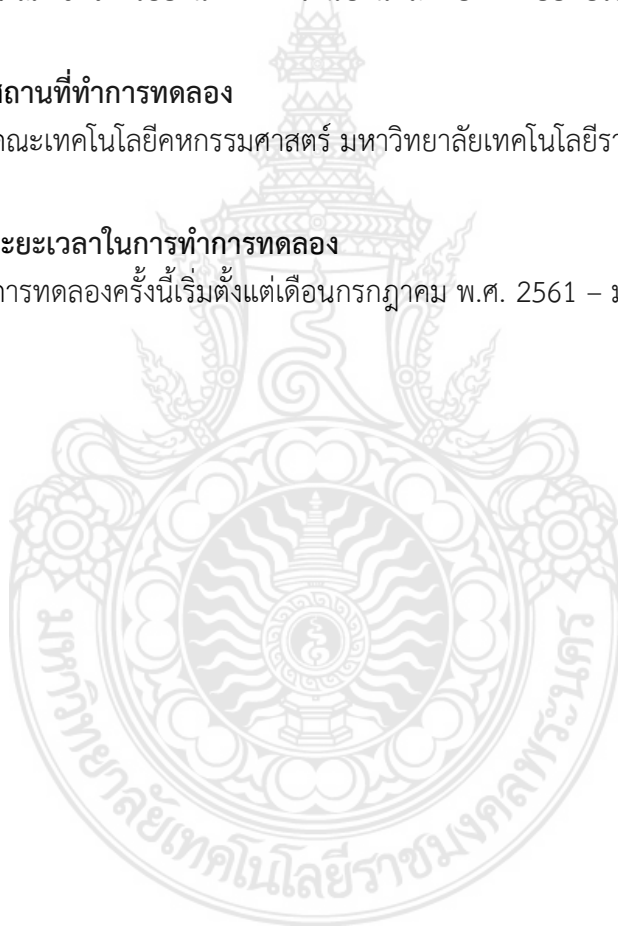 สถานที่ทำการทดลอง
คณะเทคโนโลยีคหกรรมศาสตร์ มหาวิทยาลัยเทคโนโลยีรา
ระยะเวลาในการทำการทดลอง
การทดลองครั้งนี้เริ่มตั้งแต่เดือนกรกฎาคม พ.ศ. 2561 –
มหาวิทยาลัยเทคโนโลยีราชมงคลพระนคร